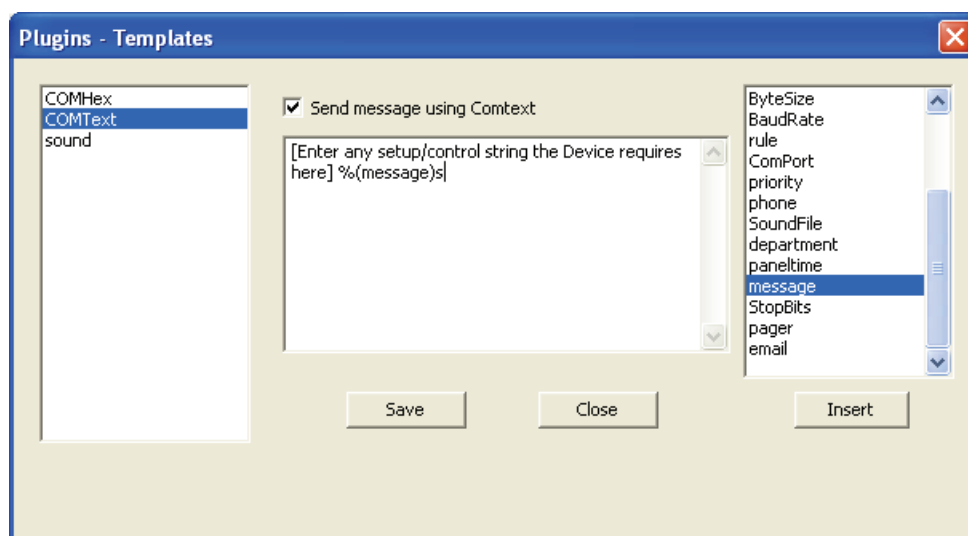 Plugins - Templates
COMHex
COMText
sound
Send message using Comtext
[Enter any setup/control string the Device requires
here] %(message)s
ByteSize
BaudRate
rule
ComPort
priority
phone
SoundFile
department
paneltime
message
StopBits
pager
email
Save
Close
Insert